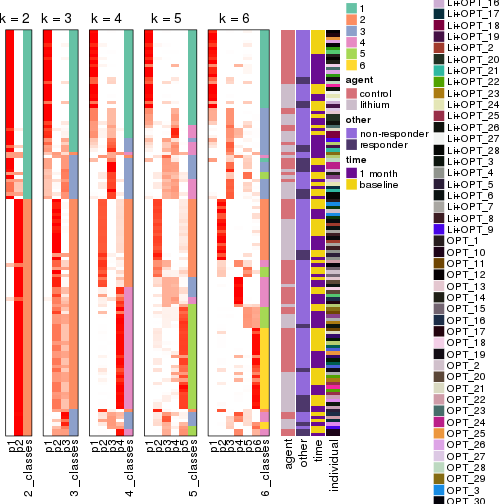 k = 2
k = 3
k = 4
k = 5
k = 6
p1
p2
2_classes
p1
p2
p3
3_classes
p1
p2
p3
p4
4_classes
p1
p2
p3
p4
p5
5_classes
p1
p2
p3
p4
p5
p6
6_classes
agent
other
time
individual
1
2
3
4
5
6
agent
control
lithium
other
non-responder
responder
time
1 month
baseline
Li+OPT_16
Li+OPT_17
Li+OPT_18
Li+OPT_19
Li+OPT_2
Li+OPT_20
Li+OPT_21
Li+OPT_22
Li+OPT_23
Li+OPT_24
Li+OPT_25
Li+OPT_26
Li+OPT_27
Li+OPT_28
Li+OPT_3
Li+OPT_4
Li+OPT_5
Li+OPT_6
Li+OPT_7
Li+OPT_8
Li+OPT_9
OPT_1
OPT_10
OPT_11
OPT_12
OPT_13
OPT_14
OPT_15
OPT_16
OPT_17
OPT_18
OPT_19
OPT_2
OPT_20
OPT_21
OPT_22
OPT_23
OPT_24
OPT_25
OPT_26
OPT_27
OPT_28
OPT_29
OPT_3
OPT_30